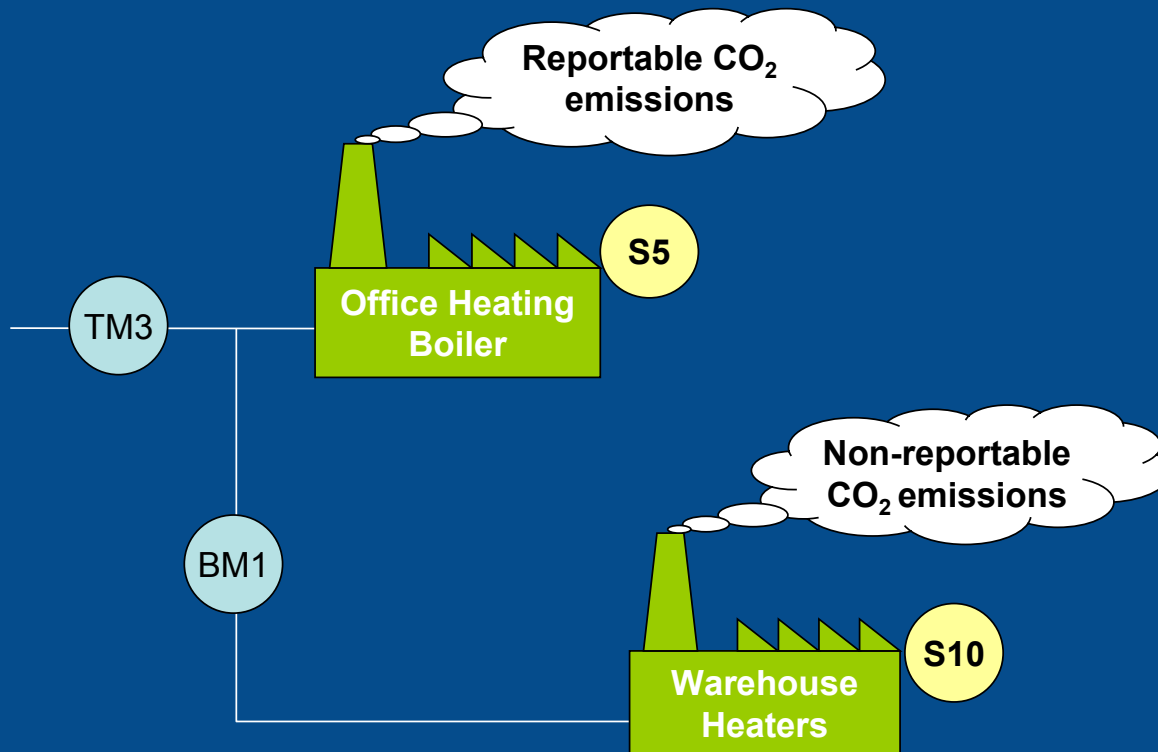 Reportable CO₂
emissions
S5
TM3
Office Heating
Boiler
Non-reportable
CO₂ emissions
BM1
S10
Warehouse
Heaters